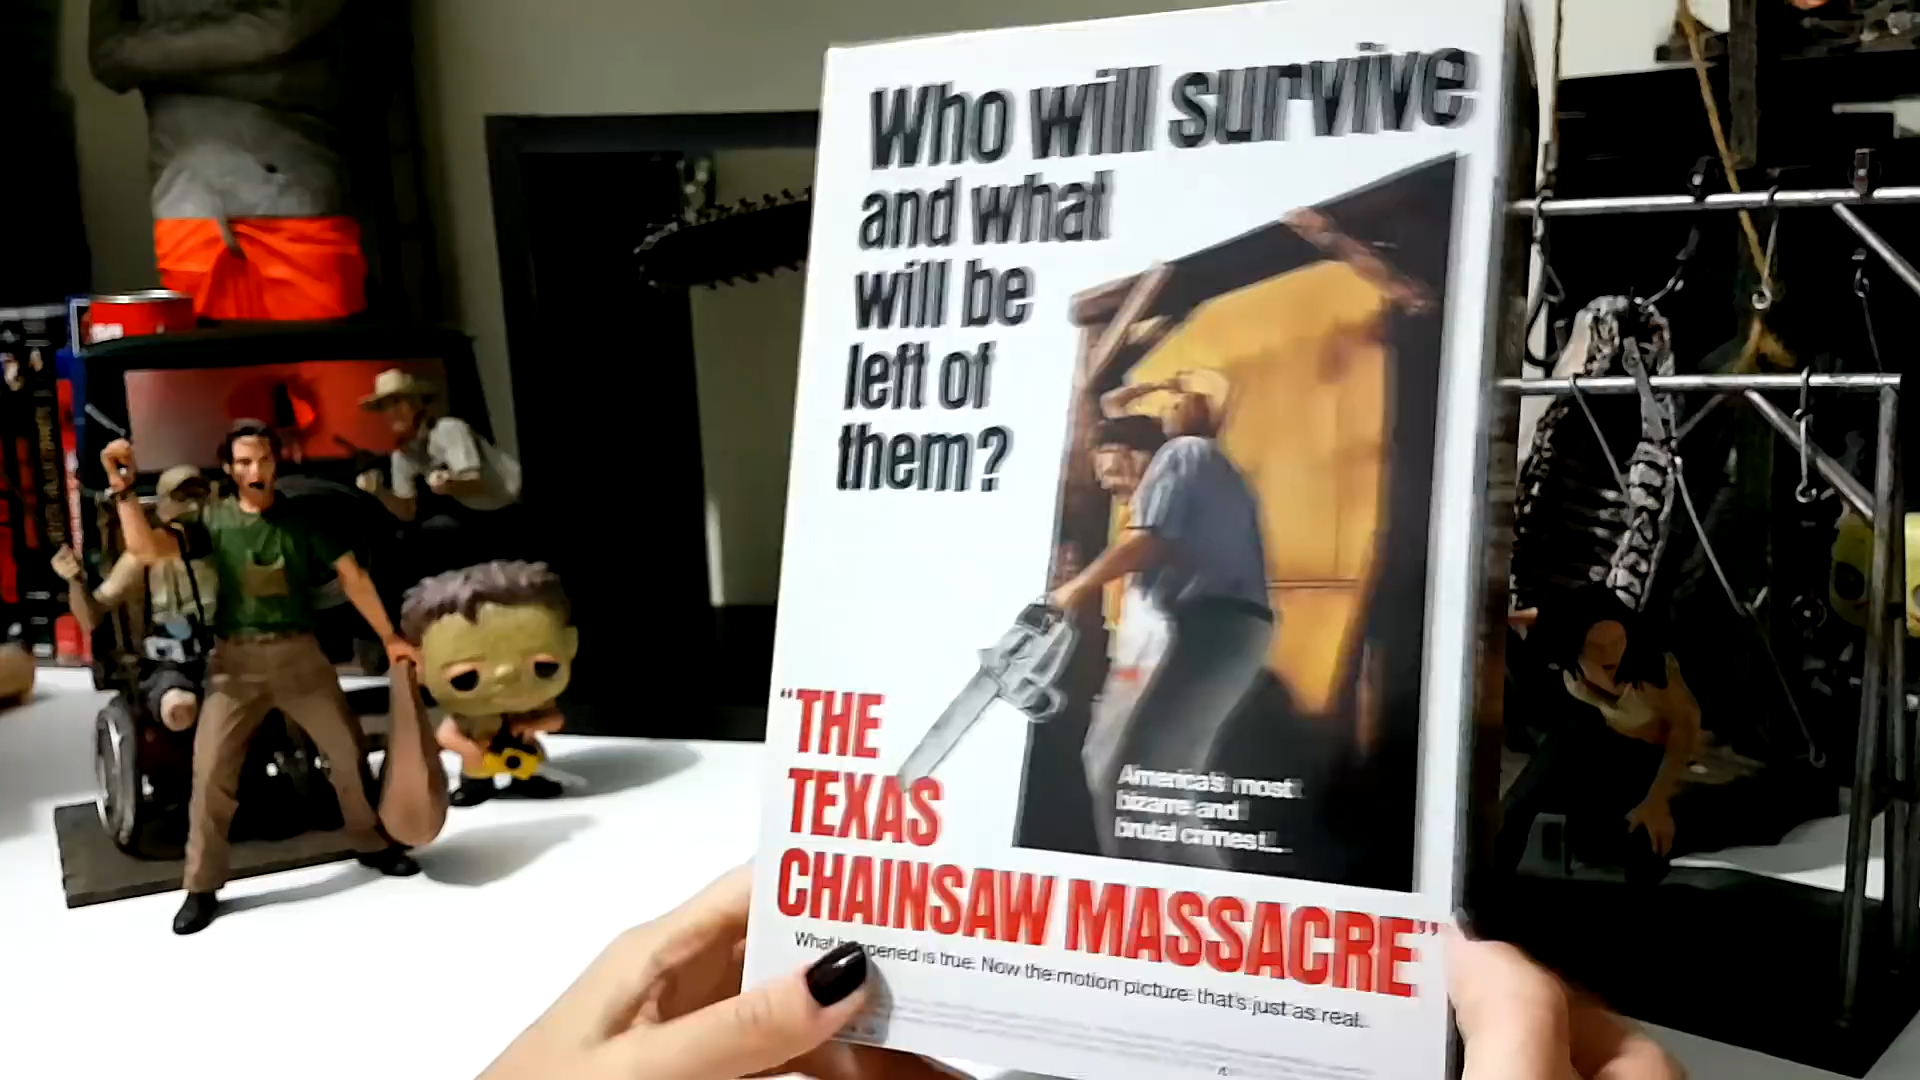 Who will survive
and what
will be
left of
them?
America's most
bizarre and
brutal crimes!...
"THE
TEXAS
CHAINSAW MASSACRE"
What happened is true. Now the motion picture that's just as real.